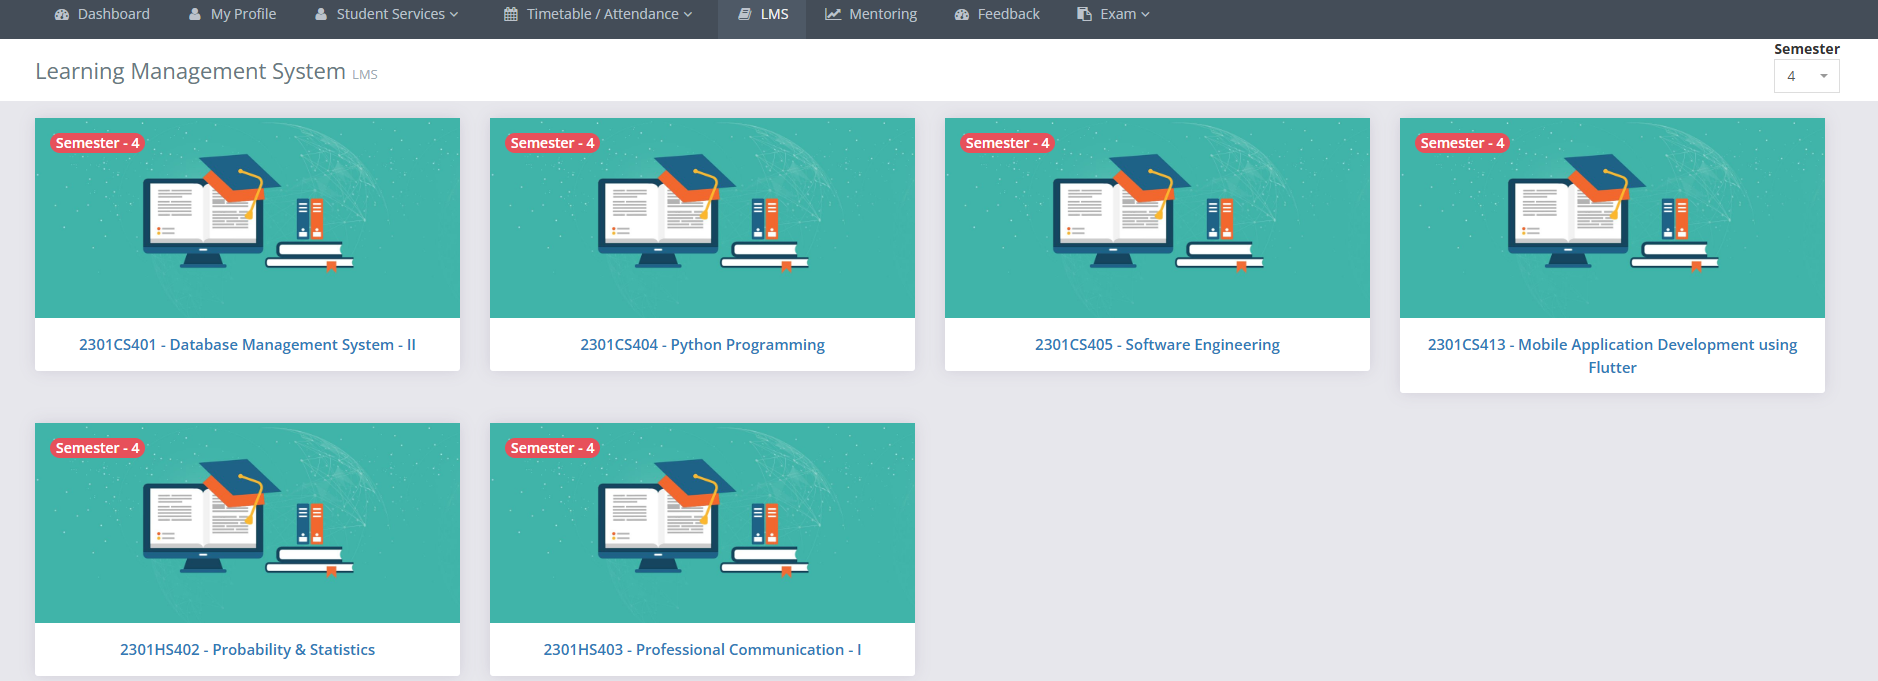 Dashboard
My Profile
Student Services
Timetable / Attendance
LMS
Mentoring
Feedback
Exam
Learning Management System LMS
Semester
4
Semester - 4
2301CS401 - Database Management System - II
Semester - 4
2301CS404 - Python Programming
Semester - 4
2301CS405 - Software Engineering
Semester - 4
2301CS413 - Mobile Application Development using
Flutter
Semester - 4
2301HS402 - Probability & Statistics
Semester - 4
2301HS403 - Professional Communication - I